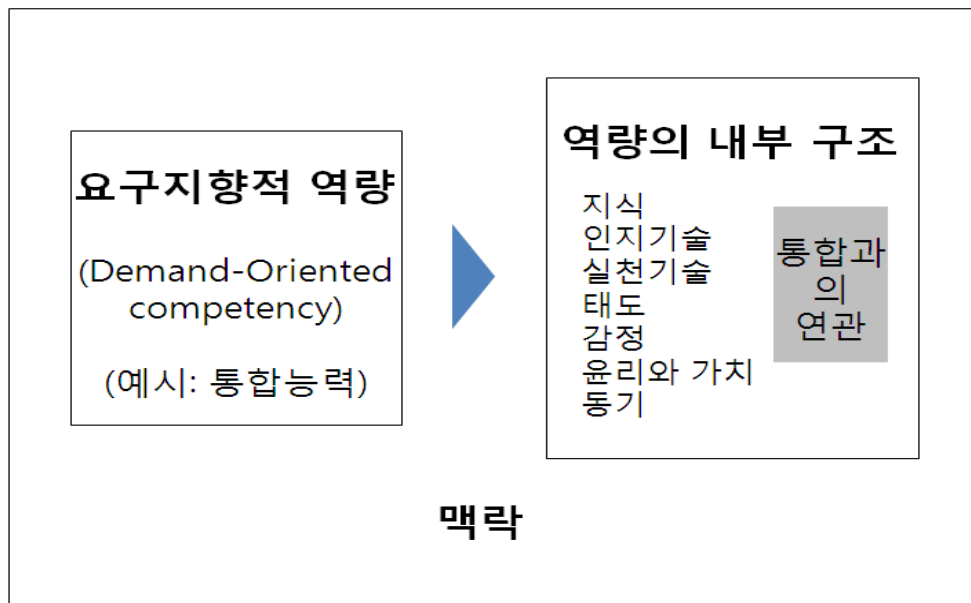 요구지향적 역량
(Demand-Oriented
competency)
(예시: 통합능력)
역량의 내부 구조
지식
인지기술
실천기술
태도
감정
윤리와 가치
동기
통합과
의
연관
맥락